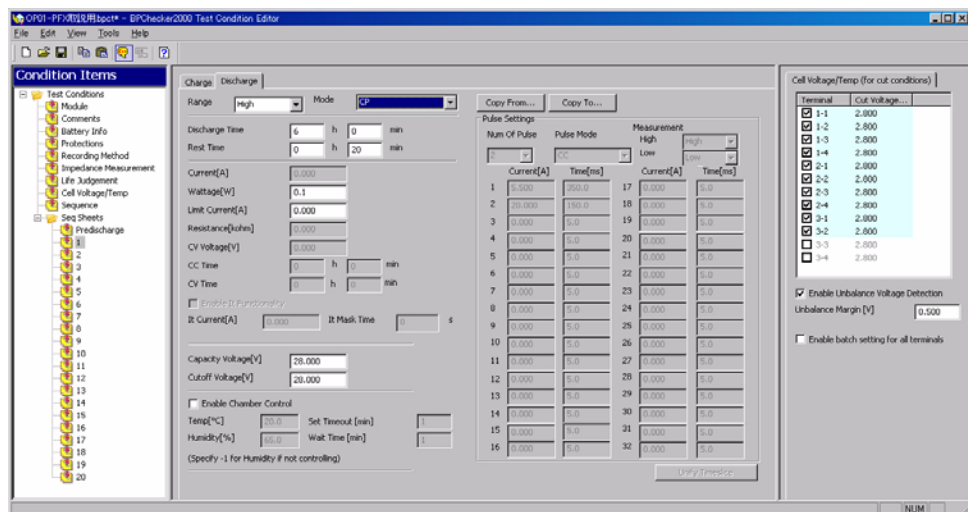 OP01-PFX取説用.bpct* - BPChecker2000 Test Condition Editor
File Edit View Tools Help
Condition Items
Test Conditions
Module
Comments
Battery Info
Protections
Recording Method
Impedance Measurement
Life Judgement
Cell Voltage/Temp
Sequence
Seq Sheets
Predischarge
1
2
3
4
5
6
7
8
9
10
11
12
13
14
15
16
17
18
19
20
Charge Discharge
Range High Mode CP
Discharge Time 6 h 0 min
Rest Time 0 h 20 min
Current[A] 0.000
Wattage[W] 0.1
Limit Current[A] 0.000
Resistance[kohm] 0.000
CV Voltage[V] 0.000
CC Time 0 h 0 min
CV Time 0 h 0 min
Enable It Functionality
It Current[A] 0.000 It Mask Time 0 s
Capacity Voltage[V] 28.000
Cutoff Voltage[V] 28.000
Enable Chamber Control
Temp[°C] 20.0 Set Timeout [min] 1
Humidity[%] 65.0 Wait Time [min] 1
(Specify -1 for Humidity if not controlling)
Copy From... Copy To...
Pulse Settings
Num Of Pulse Pulse Mode Measurement
High High
2 CC Low Low
Current[A] Time[ms] Current[A] Time[ms]
1 5.500 350.0 17 0.000 5.0
2 20.000 150.0 18 0.000 5.0
3 0.000 5.0 19 0.000 5.0
4 0.000 5.0 20 0.000 5.0
5 0.000 5.0 21 0.000 5.0
6 0.000 5.0 22 0.000 5.0
7 0.000 5.0 23 0.000 5.0
8 0.000 5.0 24 0.000 5.0
9 0.000 5.0 25 0.000 5.0
10 0.000 5.0 26 0.000 5.0
11 0.000 5.0 27 0.000 5.0
12 0.000 5.0 28 0.000 5.0
13 0.000 5.0 29 0.000 5.0
14 0.000 5.0 30 0.000 5.0
15 0.000 5.0 31 0.000 5.0
16 0.000 5.0 32 0.000 5.0
Unify Timeslice
Cell Voltage/Temp (for cut conditions)
Terminal Cut Voltage...
1-1 2.800
1-2 2.800
1-3 2.800
1-4 2.800
2-1 2.800
2-2 2.800
2-3 2.800
2-4 2.800
3-1 2.800
3-2 2.800
3-3 2.800
3-4 2.800
Enable Unbalance Voltage Detection
Unbalance Margin [V] 0.500
Enable batch setting for all terminals
NUM